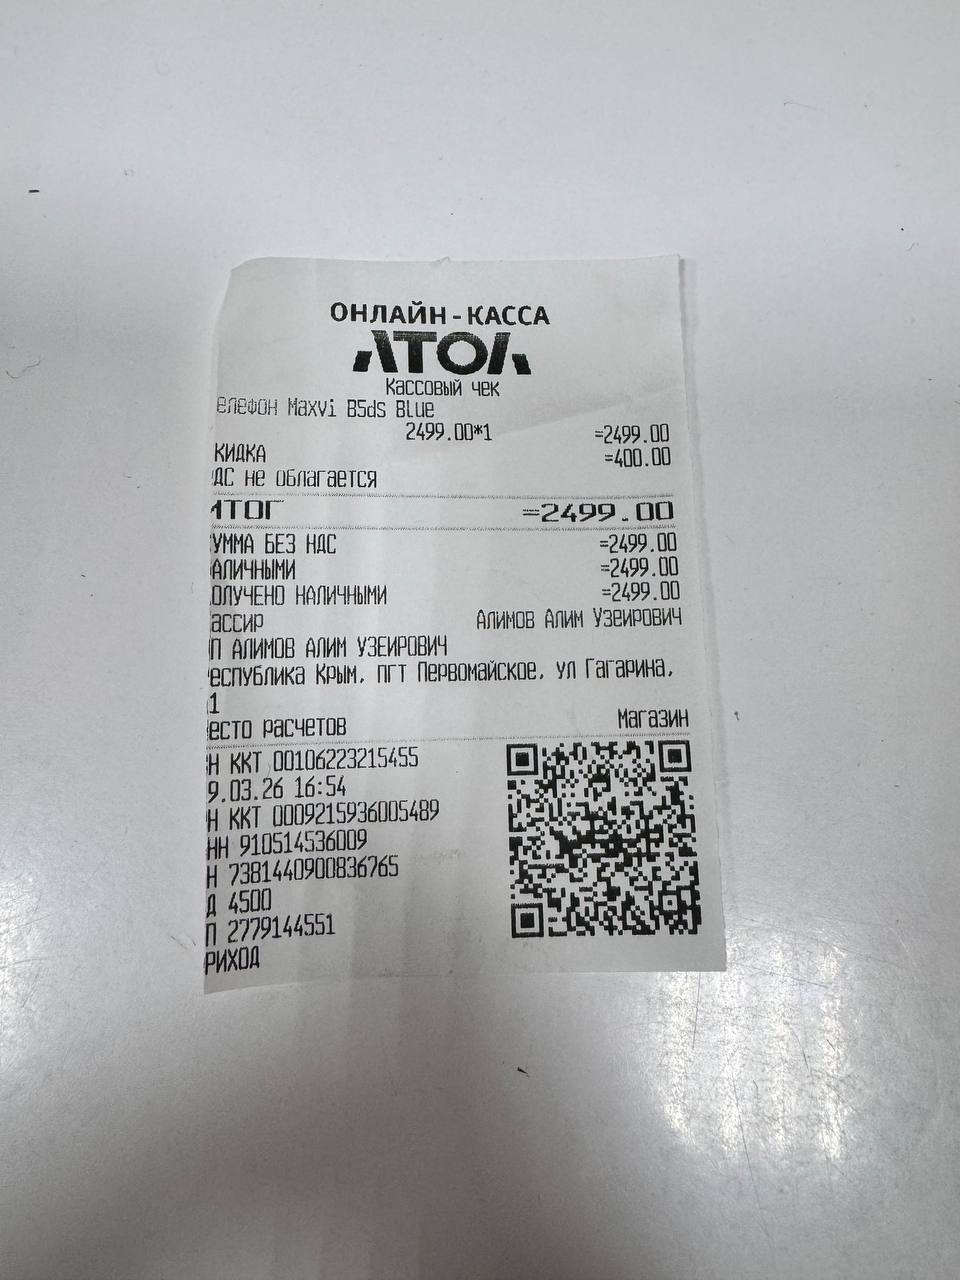 ОНЛАЙН-КАССА
АТОЛ
Кассовый чек
елефон Maxvi B5ds Blue
2499.00*1 =2499.00
КИДКА =400.00
ДС не облагается
ИТОГ =2499.00
УММА БЕЗ НДС =2499.00
АЛИЧНЫМИ =2499.00
ОЛУЧЕНО НАЛИЧНЫМИ =2499.00
ассир Алимов Алим Узеирович
П АЛИМОВ АЛИМ УЗЕИРОВИЧ
еспублика Крым, пгт Первомайское, ул Гагарина,
1
есто расчетов Магазин
Н ККТ 00106223215455
9.03.26 16:54
Н ККТ 0009215936005489
НН 910514536009
Н 7381440900836765
Д 4500
П 2779144551
РИХОД